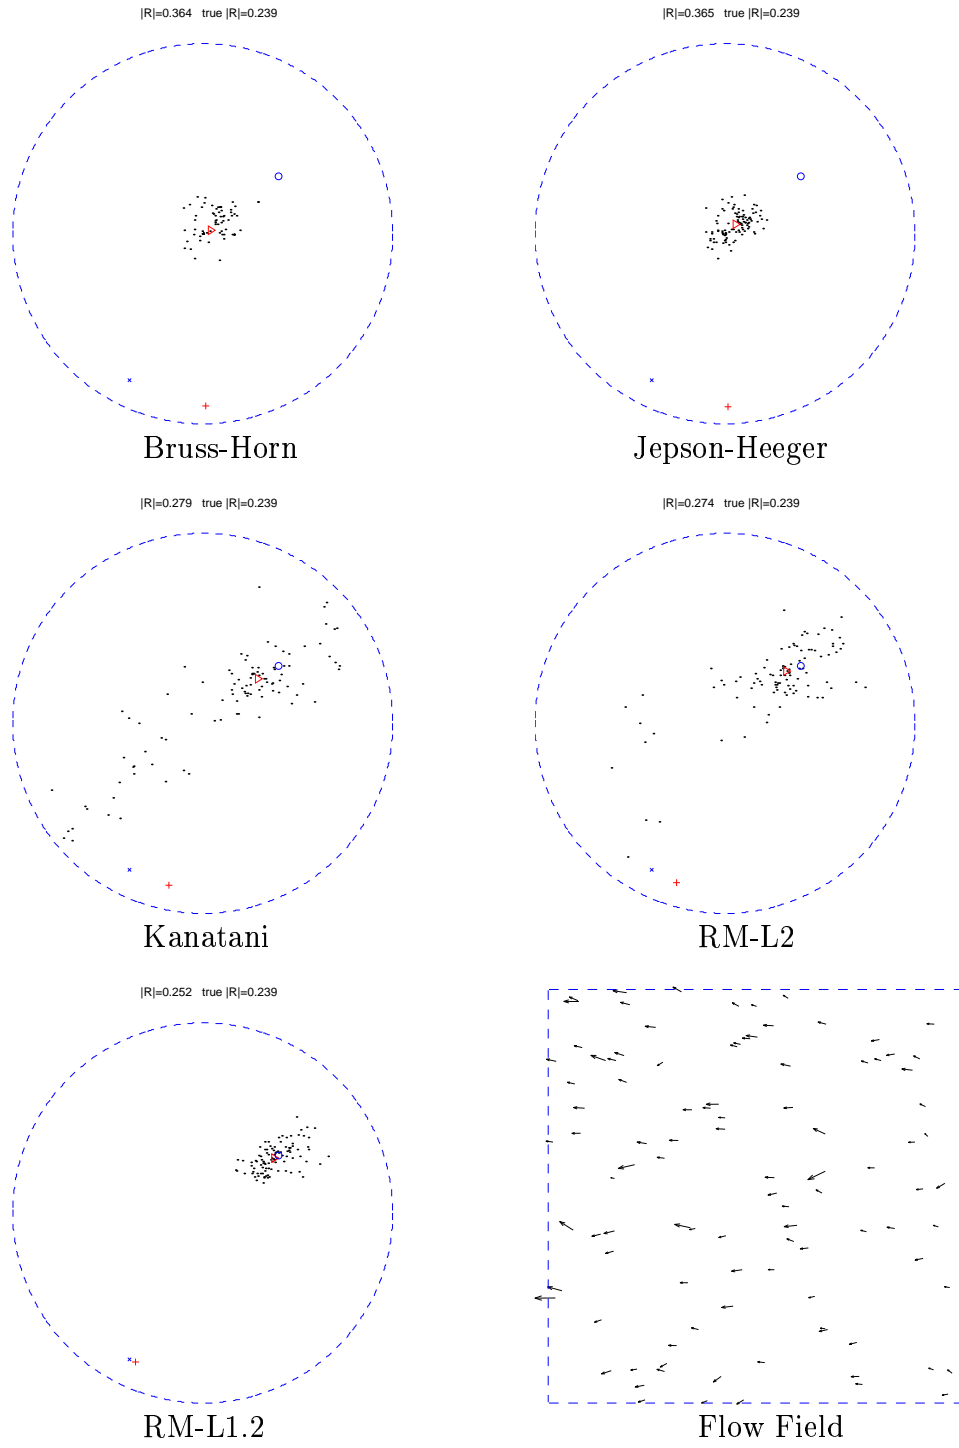 |R|=0.364 true |R|=0.239
|R|=0.365 true |R|=0.239
Bruss-Horn
Jepson-Heeger
|R|=0.279 true |R|=0.239
|R|=0.274 true |R|=0.239
Kanatani
RM-L2
|R|=0.252 true |R|=0.239
RM-L1.2
Flow Field